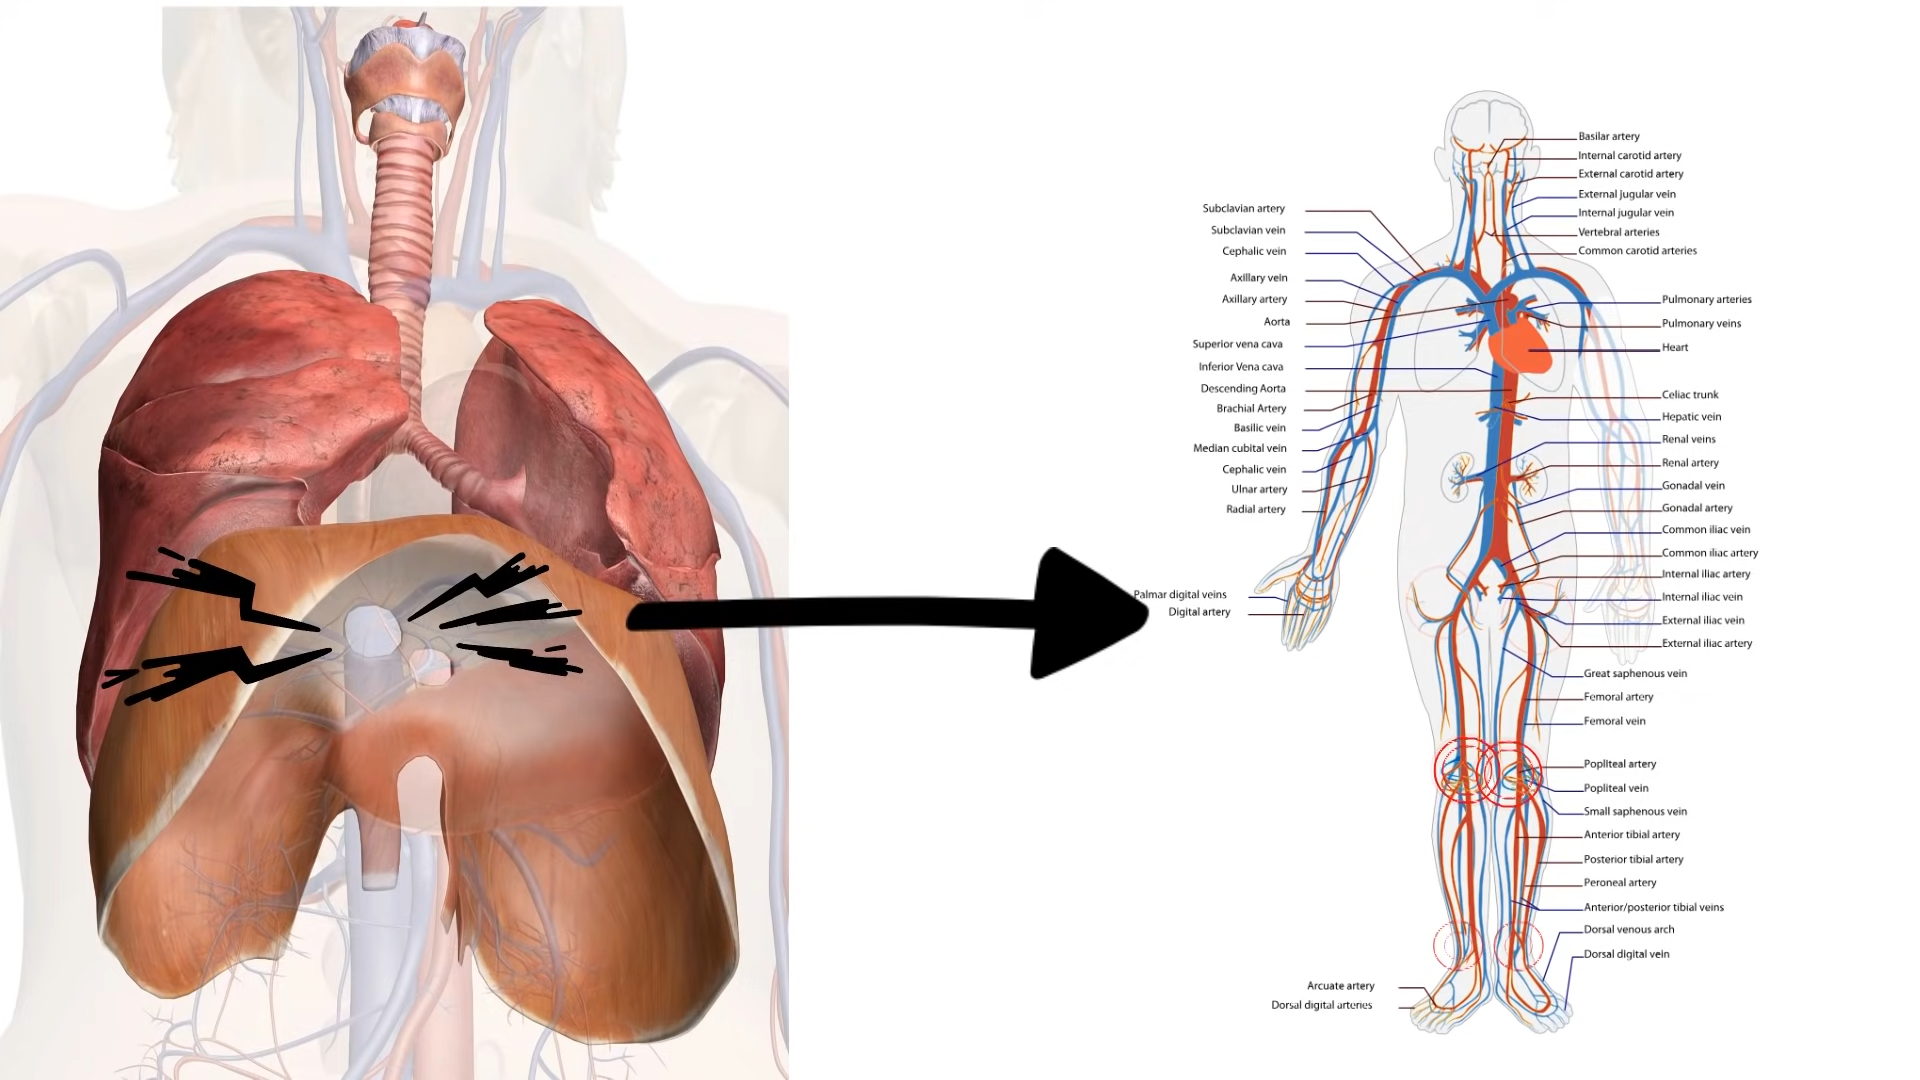 Subclavian artery
Subclavian vein
Cephalic vein
Axillary vein
Axillary artery
Aorta
Superior vena cava
Inferior Vena cava
Descending Aorta
Brachial Artery
Basilic vein
Median cubital vein
Cephalic vein
Ulnar artery
Radial artery
Palmar digital veins
Digital artery
Arcuate artery
Dorsal digital arteries
Basilar artery
Internal carotid artery
External carotid artery
External jugular vein
Internal jugular vein
Vertebral arteries
Common carotid arteries
Pulmonary arteries
Pulmonary veins
Heart
Celiac trunk
Hepatic vein
Renal veins
Renal artery
Gonadal vein
Gonadal artery
Common iliac vein
Common iliac artery
Internal iliac artery
Internal iliac vein
External iliac vein
External iliac artery
Great saphenous vein
Femoral artery
Femoral vein
Popliteal artery
Popliteal vein
Small saphenous vein
Anterior tibial artery
Posterior tibial artery
Peroneal artery
Anterior/posterior tibial veins
Dorsal venous arch
Dorsal digital vein